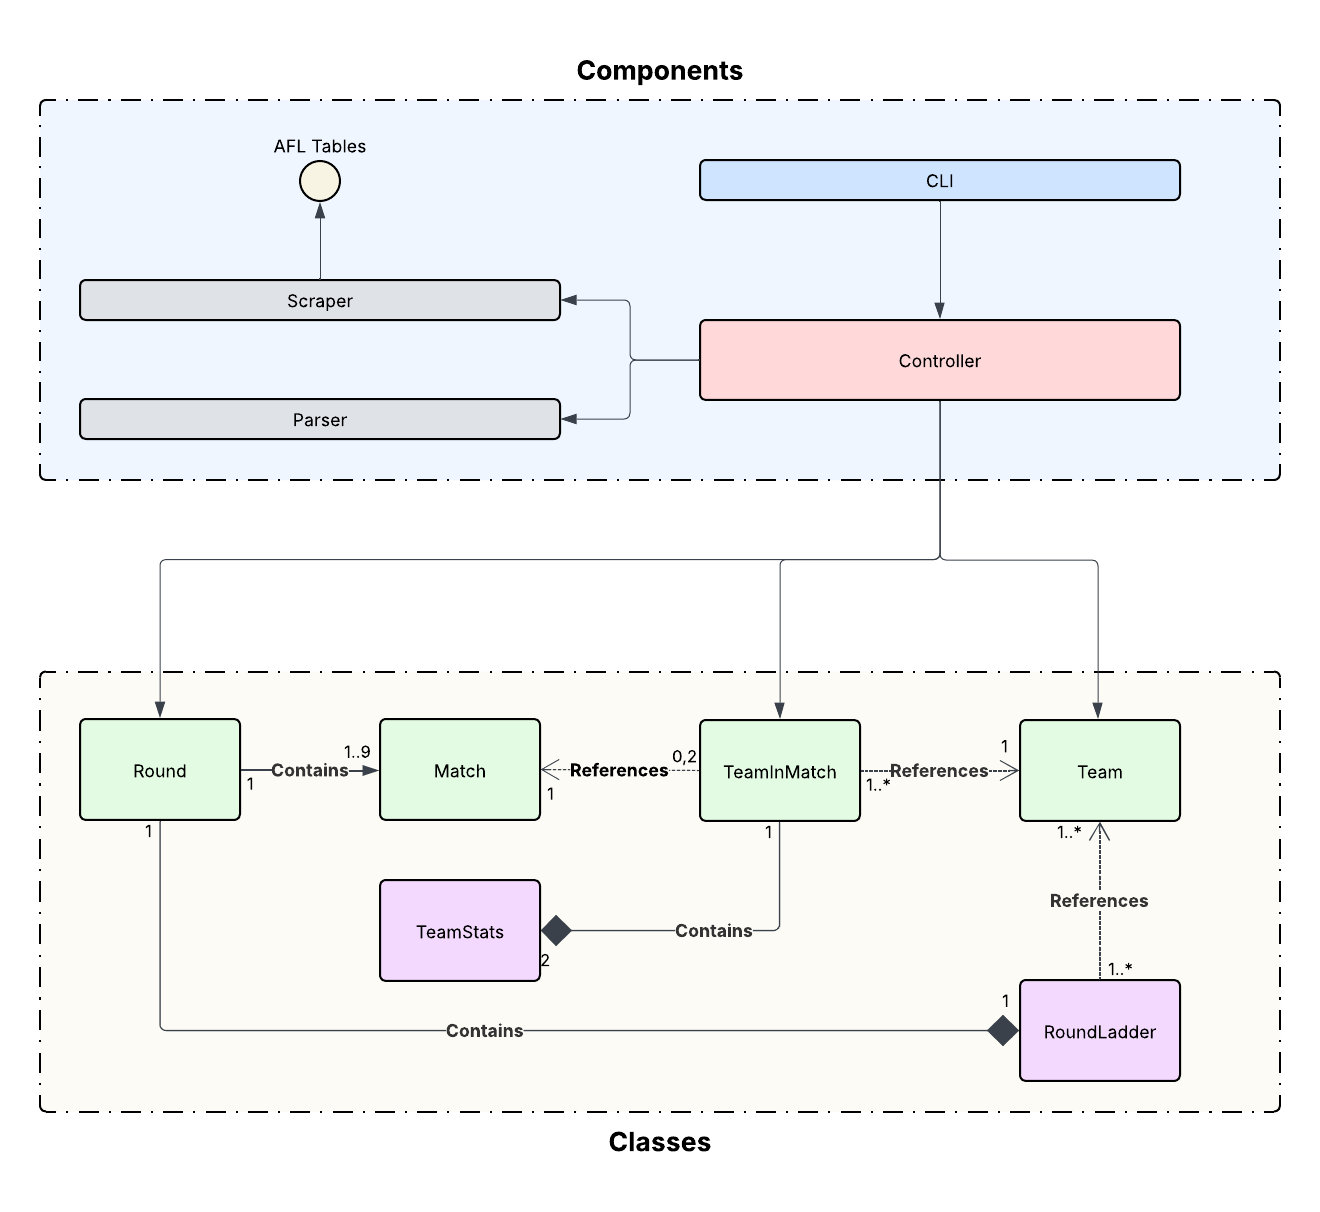 Components
AFL Tables
CLI
Scraper
Controller
Parser
Round
1
Contains
1..9
Match
1
References
0,2
TeamInMatch
1..*
References
1
Team
1
1
1..*
TeamStats
2
Contains
References
1..*
1
Contains
RoundLadder
Classes